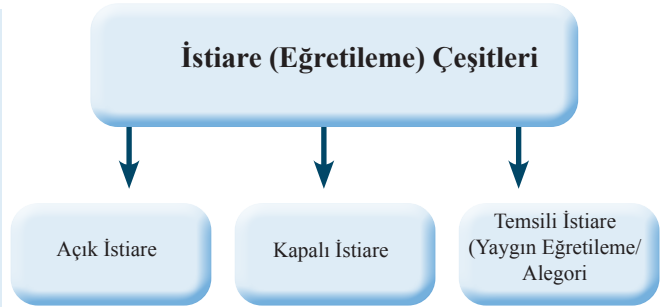 İstiare (Eğretileme) Çeşitleri
Açık İstiare
Kapalı İstiare
Temsili İstiare
(Yaygın Eğretileme/
Alegori